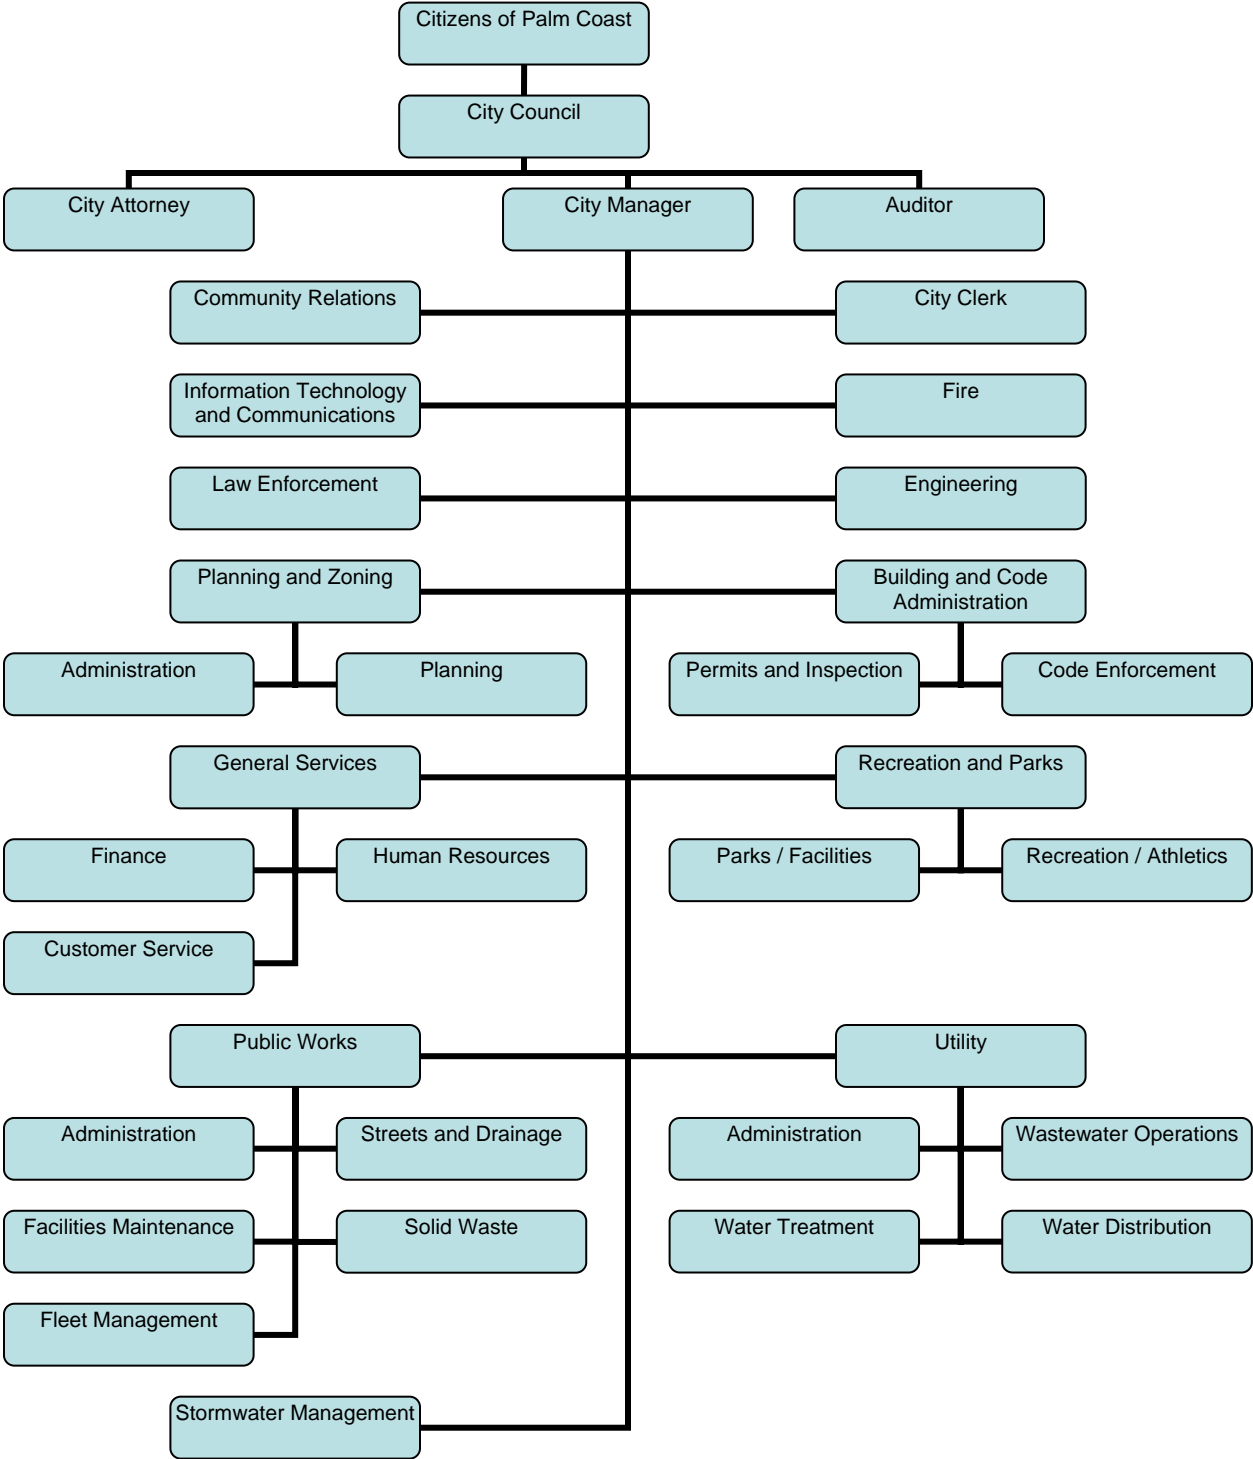 Citizens of Palm Coast
City Council
City Attorney
City Manager
Auditor
Community Relations
City Clerk
Information Technology
and Communications
Fire
Law Enforcement
Engineering
Planning and Zoning
Building and Code
Administration
Administration
Planning
Permits and Inspection
Code Enforcement
General Services
Recreation and Parks
Finance
Human Resources
Parks / Facilities
Recreation / Athletics
Customer Service
Public Works
Utility
Administration
Streets and Drainage
Administration
Wastewater Operations
Facilities Maintenance
Solid Waste
Water Treatment
Water Distribution
Fleet Management
Stormwater Management